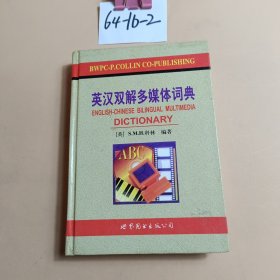 64-16-2
BWPC-P.COLLIN CO-PUBLISHING
英汉双解多媒体词典
ENGLISH-CHINESE BILINGUAL MULTIMEDIA
DICTIONARY
[英] S.M.H.科林 编著
ABC
世界图书出版公司